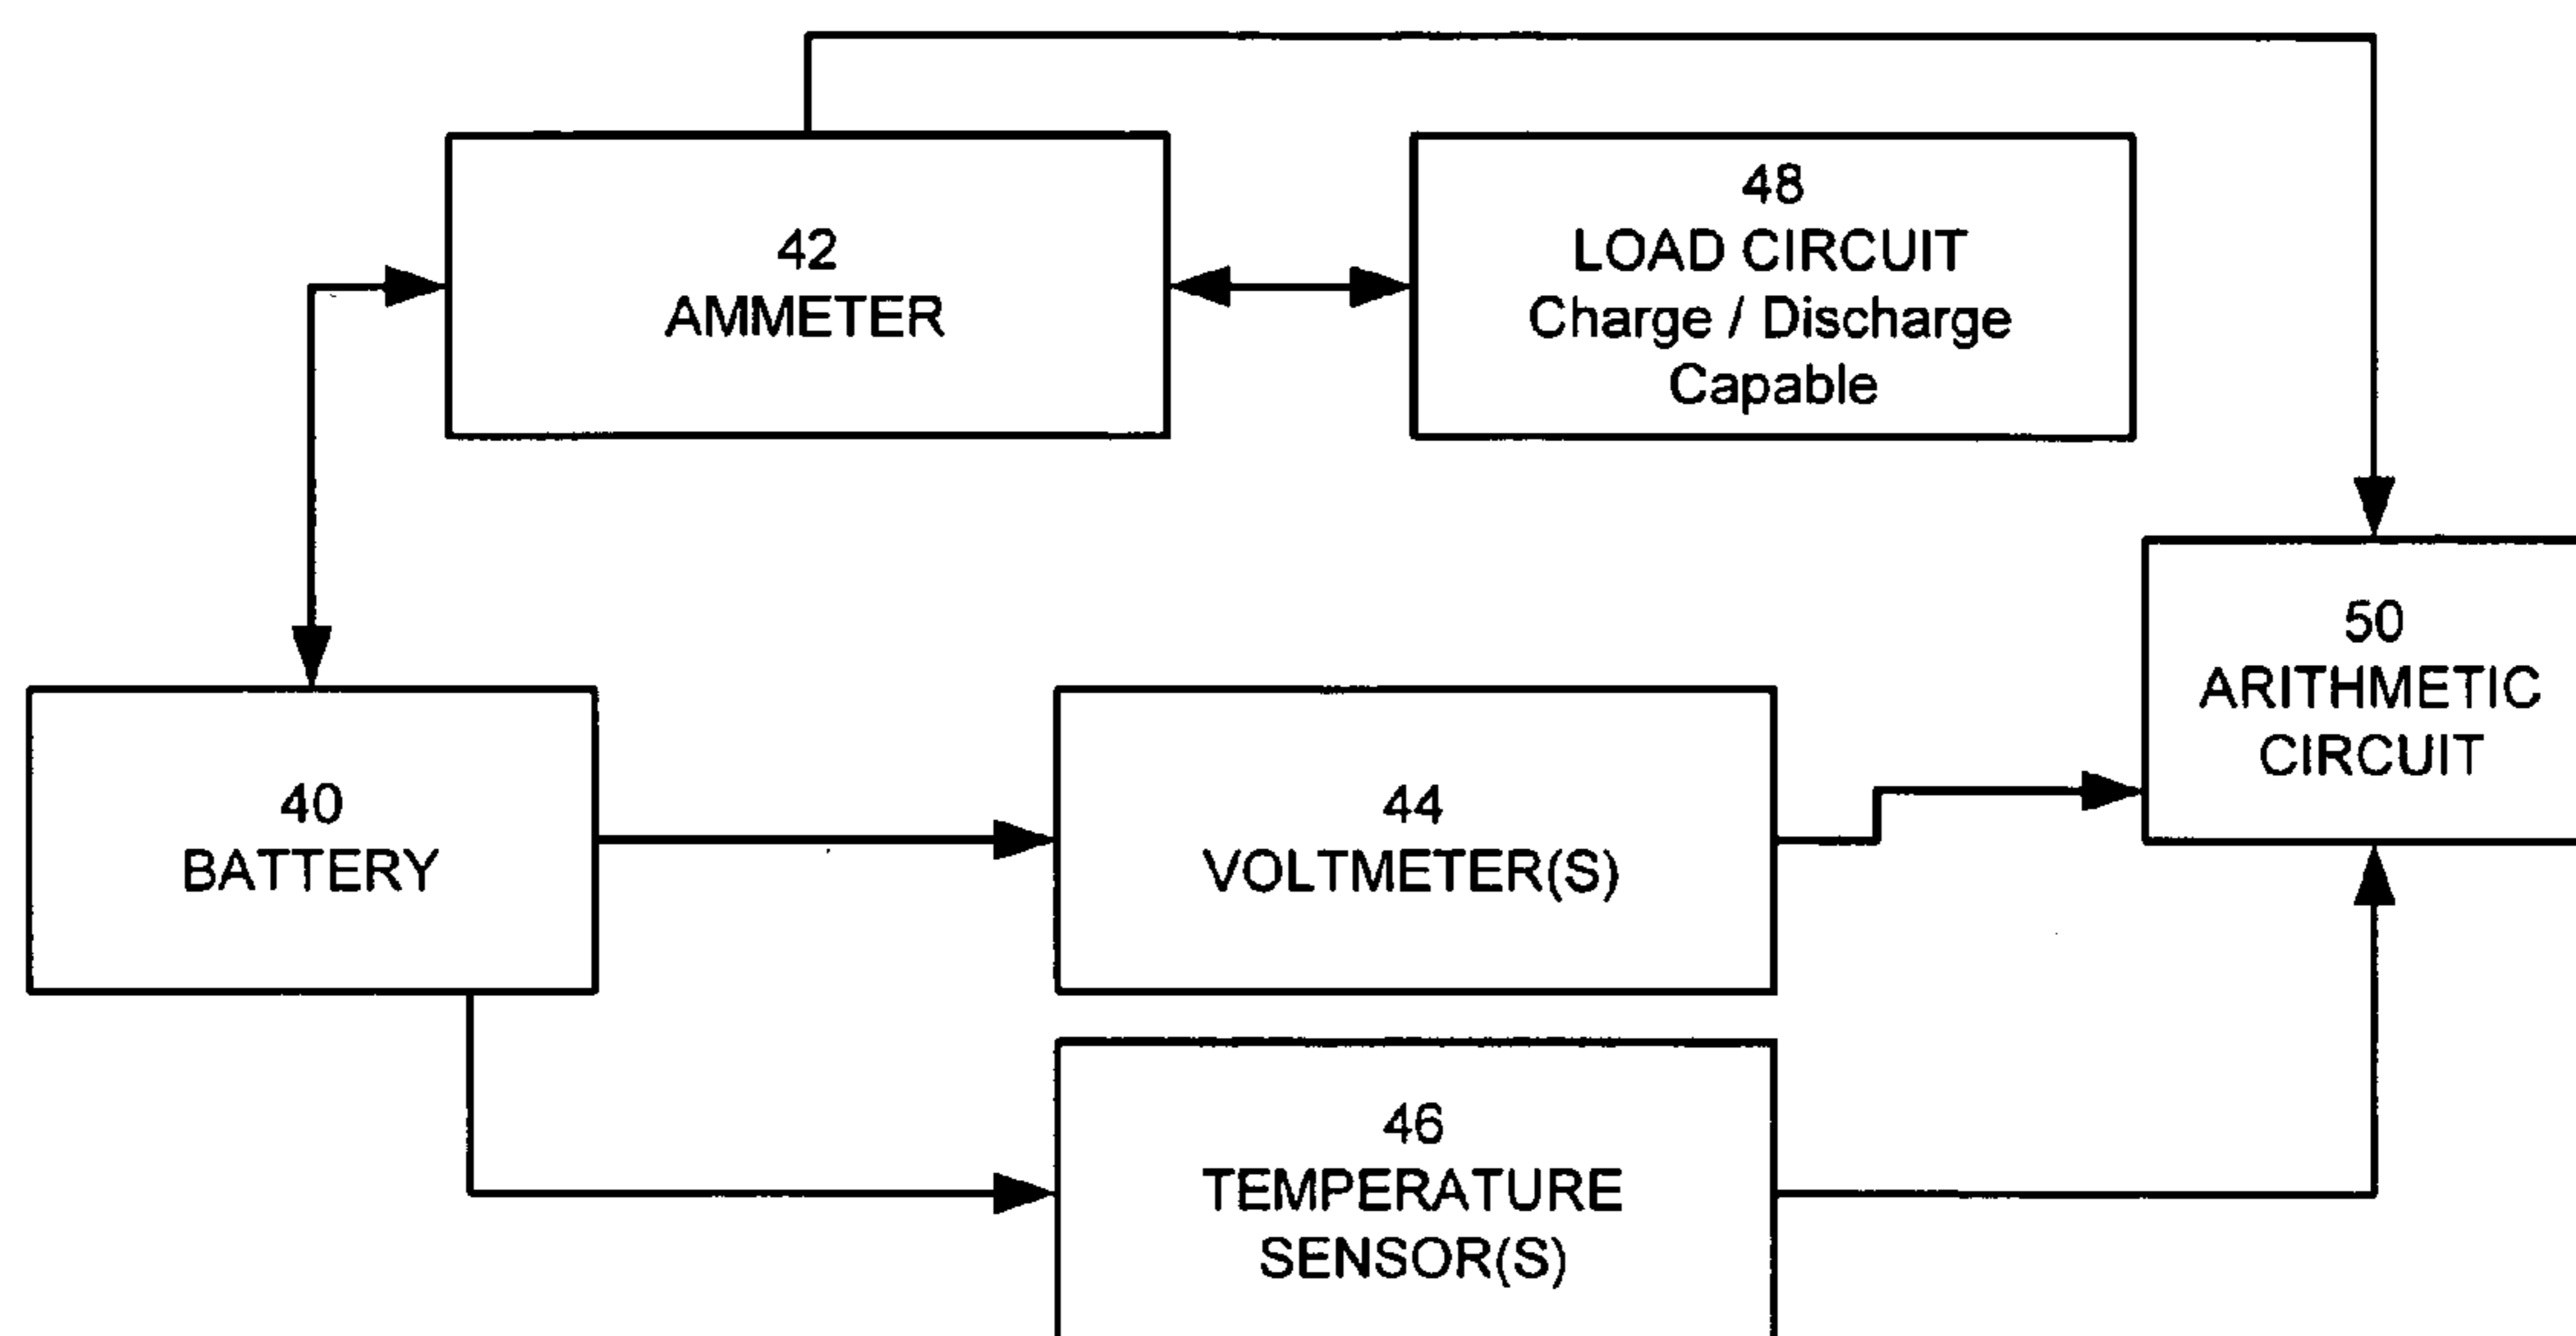 42
AMMETER
48
LOAD CIRCUIT
Charge / Discharge
Capable
50
ARITHMETIC
CIRCUIT
40
BATTERY
44
VOLTMETER(S)
46
TEMPERATURE
SENSOR(S)